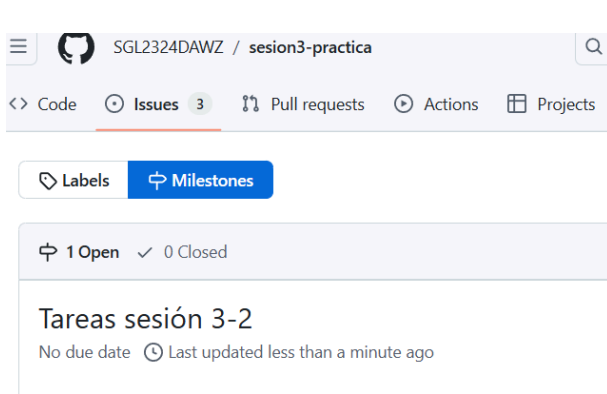 SGL2324DAWZ / sesion3-practica
<> Code Issues 3 Pull requests Actions Projects
Labels Milestones
1 Open 0 Closed
Tareas sesión 3-2
No due date Last updated less than a minute ago